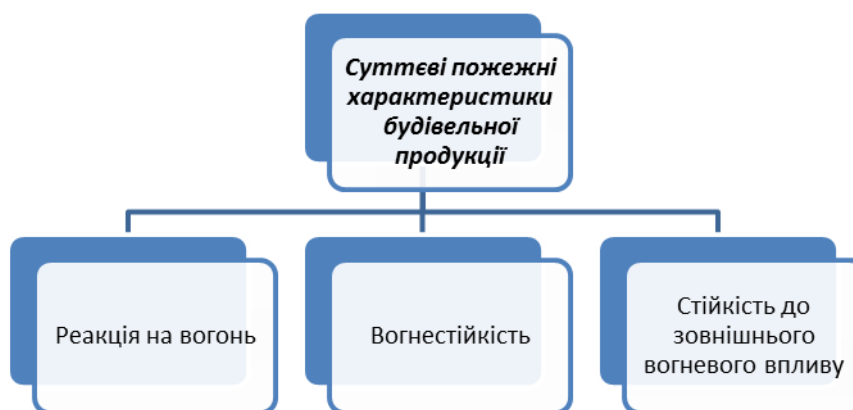 Суттєві пожежні
характеристики
будівельної
продукції
Реакція на вогонь
Вогнестійкість
Стійкість до
зовнішнього
вогневого впливу